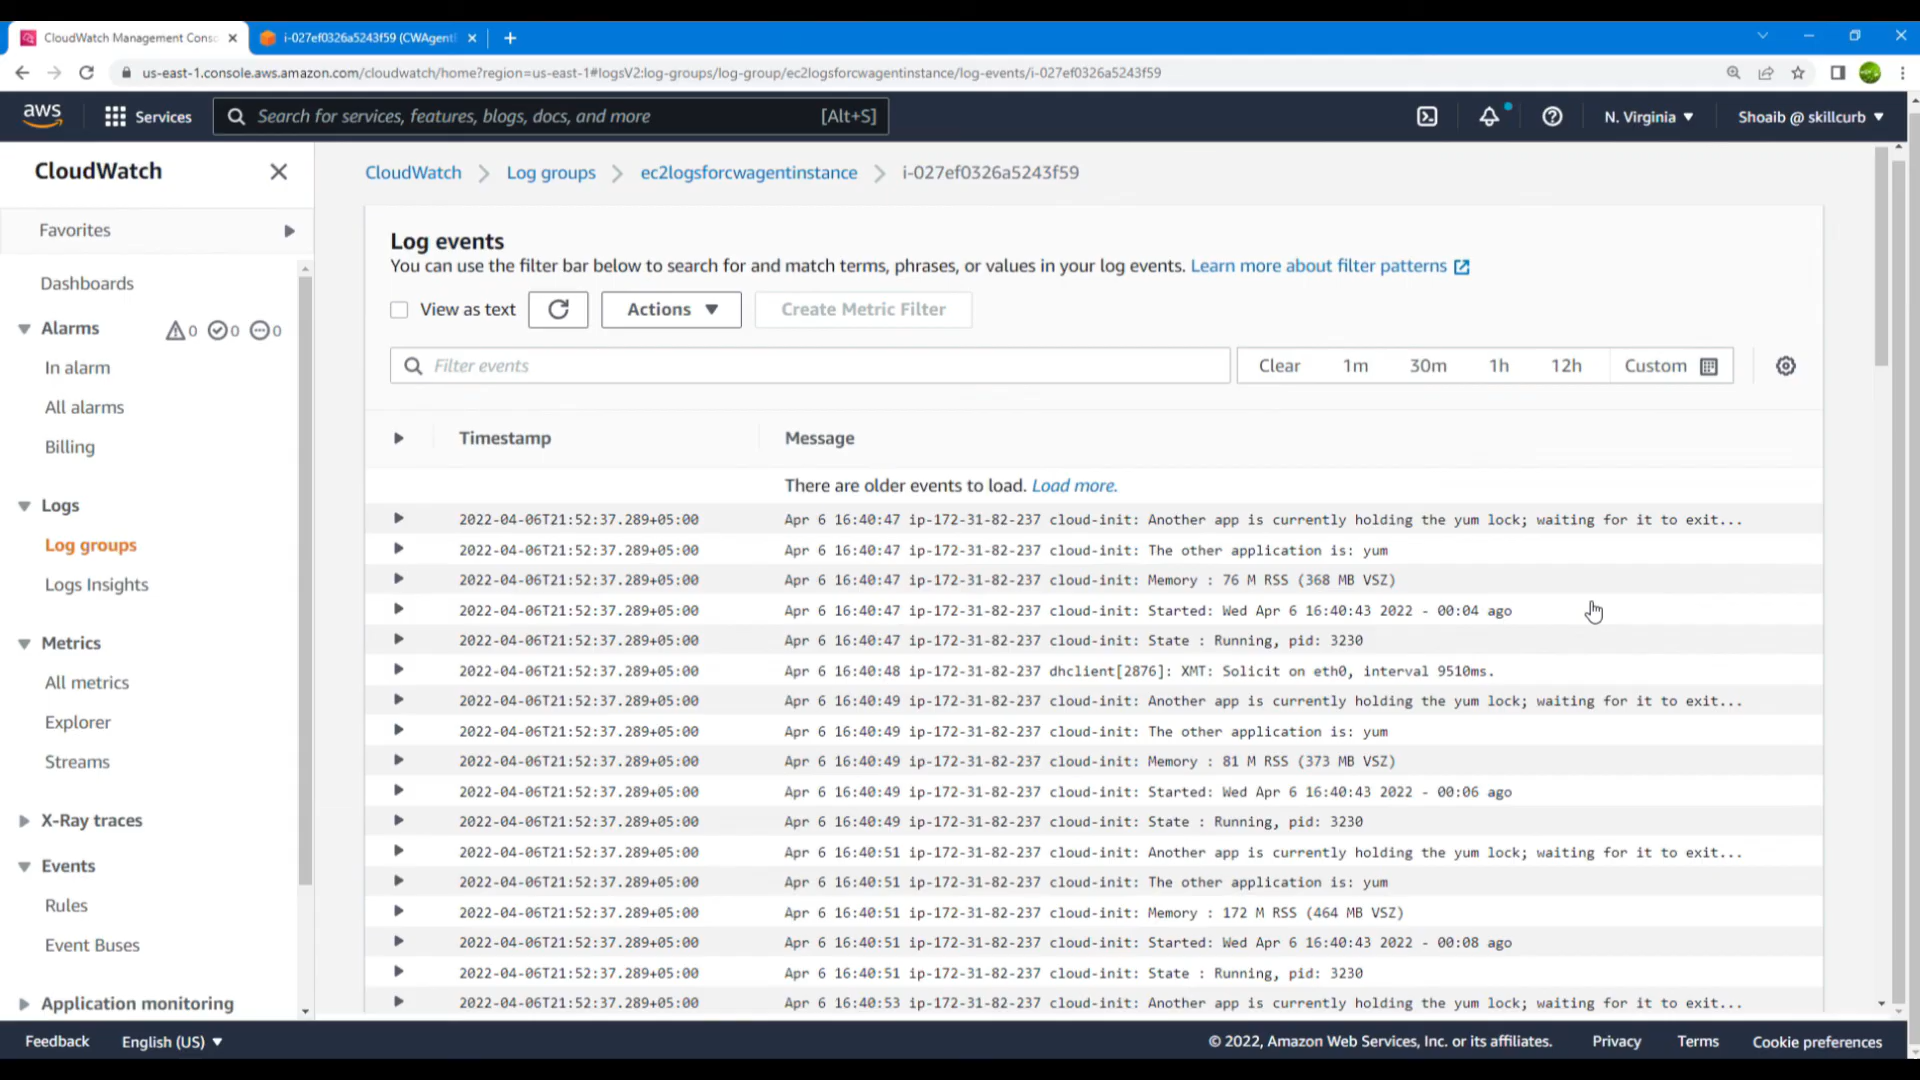 CloudWatch Management Consc
i-027ef0326a5243f59 (CWAgentE
us-east-1.console.aws.amazon.com/cloudwatch/home?region=us-east-1#logsV2:log-groups/log-group/ec2logsforcwagentinstance/log-events/i-027ef0326a5243f59
aws Services Search for services, features, blogs, docs, and more [Alt+S] N. Virginia Shoaib @ skillcurb
CloudWatch
Favorites
Dashboards
Alarms 0 0 0
In alarm
All alarms
Billing
Logs
Log groups
Logs Insights
Metrics
All metrics
Explorer
Streams
X-Ray traces
Events
Rules
Event Buses
Application monitoring
CloudWatch > Log groups > ec2logsforcwagentinstance > i-027ef0326a5243f59
Log events
You can use the filter bar below to search for and match terms, phrases, or values in your log events. Learn more about filter patterns
View as text Actions Create Metric Filter
Filter events Clear 1m 30m 1h 12h Custom
Timestamp Message
There are older events to load. Load more.
2022-04-06T21:52:37.289+05:00 Apr 6 16:40:47 ip-172-31-82-237 cloud-init: Another app is currently holding the yum lock; waiting for it to exit...
2022-04-06T21:52:37.289+05:00 Apr 6 16:40:47 ip-172-31-82-237 cloud-init: The other application is: yum
2022-04-06T21:52:37.289+05:00 Apr 6 16:40:47 ip-172-31-82-237 cloud-init: Memory : 76 M RSS (368 MB VSZ)
2022-04-06T21:52:37.289+05:00 Apr 6 16:40:47 ip-172-31-82-237 cloud-init: Started: Wed Apr 6 16:40:43 2022 - 00:04 ago
2022-04-06T21:52:37.289+05:00 Apr 6 16:40:47 ip-172-31-82-237 cloud-init: State : Running, pid: 3230
2022-04-06T21:52:37.289+05:00 Apr 6 16:40:48 ip-172-31-82-237 dhclient[2876]: XMT: Solicit on eth0, interval 9510ms.
2022-04-06T21:52:37.289+05:00 Apr 6 16:40:49 ip-172-31-82-237 cloud-init: Another app is currently holding the yum lock; waiting for it to exit...
2022-04-06T21:52:37.289+05:00 Apr 6 16:40:49 ip-172-31-82-237 cloud-init: The other application is: yum
2022-04-06T21:52:37.289+05:00 Apr 6 16:40:49 ip-172-31-82-237 cloud-init: Memory : 81 M RSS (373 MB VSZ)
2022-04-06T21:52:37.289+05:00 Apr 6 16:40:49 ip-172-31-82-237 cloud-init: Started: Wed Apr 6 16:40:43 2022 - 00:06 ago
2022-04-06T21:52:37.289+05:00 Apr 6 16:40:49 ip-172-31-82-237 cloud-init: State : Running, pid: 3230
2022-04-06T21:52:37.289+05:00 Apr 6 16:40:51 ip-172-31-82-237 cloud-init: Another app is currently holding the yum lock; waiting for it to exit...
2022-04-06T21:52:37.289+05:00 Apr 6 16:40:51 ip-172-31-82-237 cloud-init: The other application is: yum
2022-04-06T21:52:37.289+05:00 Apr 6 16:40:51 ip-172-31-82-237 cloud-init: Memory : 172 M RSS (464 MB VSZ)
2022-04-06T21:52:37.289+05:00 Apr 6 16:40:51 ip-172-31-82-237 cloud-init: Started: Wed Apr 6 16:40:43 2022 - 00:08 ago
2022-04-06T21:52:37.289+05:00 Apr 6 16:40:51 ip-172-31-82-237 cloud-init: State : Running, pid: 3230
2022-04-06T21:52:37.289+05:00 Apr 6 16:40:53 ip-172-31-82-237 cloud-init: Another app is currently holding the yum lock; waiting for it to exit...
Feedback English (US) © 2022, Amazon Web Services, Inc. or its affiliates. Privacy Terms Cookie preferences